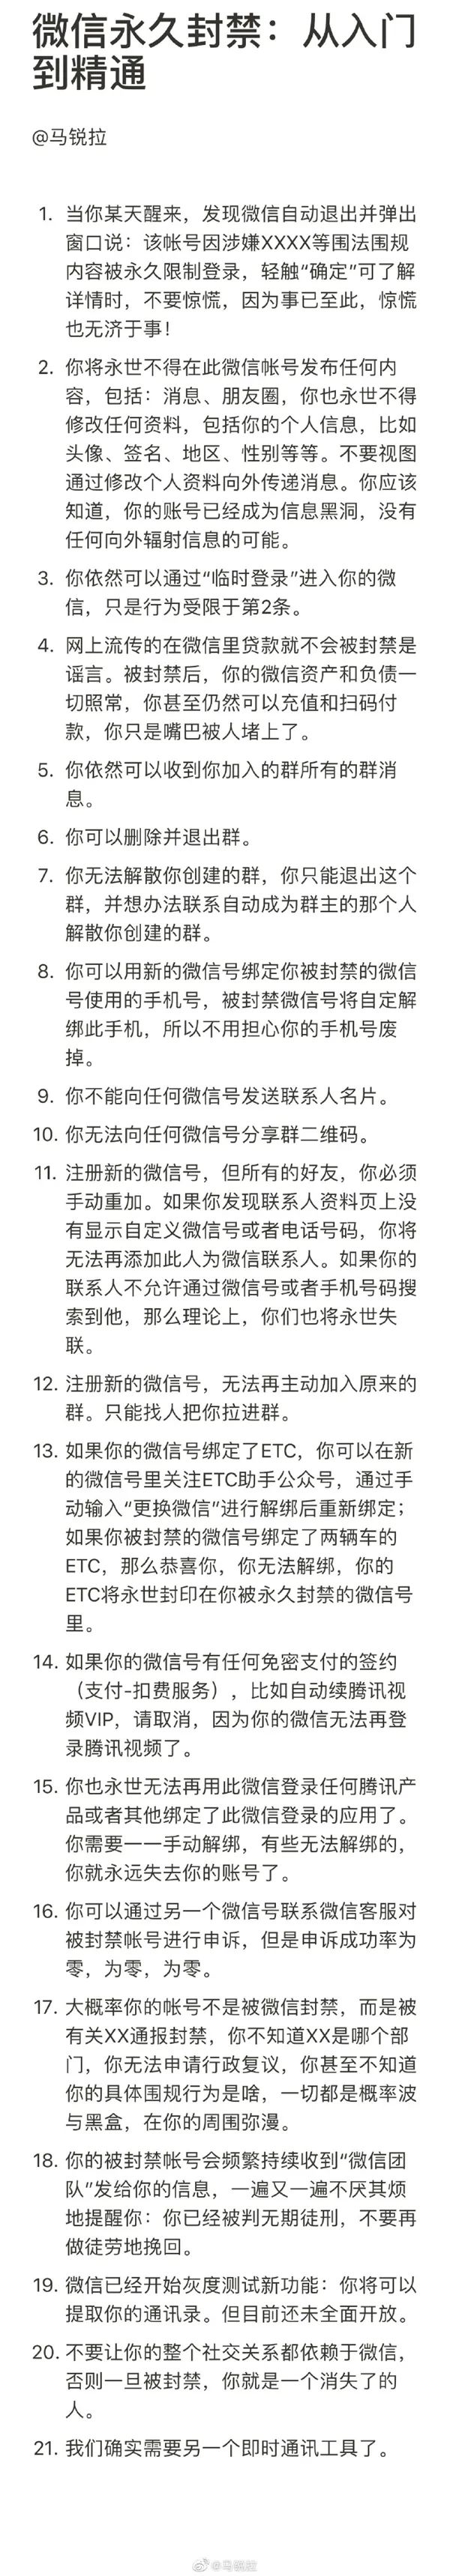 微信永久封禁：从入门
到精通
@马锐拉
1. 当你某天醒来，发现微信自动退出并弹出
窗口说：该帐号因涉嫌XXXX等围法围规
内容被永久限制登录，轻触“确定”可了解
详情时，不要惊慌，因为事已至此，惊慌
也无济于事！
2. 你将永世不得在此微信帐号发布任何内
容，包括：消息、朋友圈，你也永世不得
修改任何资料，包括你的个人信息，比如
头像、签名、地区、性别等等。不要视图
通过修改个人资料向外传递消息。你应该
知道，你的账号已经成为信息黑洞，没有
任何向外辐射信息的可能。
3. 你依然可以通过“临时登录”进入你的微
信，只是行为受限于第2条。
4. 网上流传的在微信里贷款就不会被封禁是
谣言。被封禁后，你的微信资产和负债一
切照常，你甚至仍然可以充值和扫码付
款，你只是嘴巴被人堵上了。
5. 你依然可以收到你加入的群所有的群消
息。
6. 你可以删除并退出群。
7. 你无法解散你创建的群，你只能退出这个
群，并想办法联系自动成为群主的那个人
解散你创建的群。
8. 你可以用新的微信号绑定你被封禁的微信
号使用的手机号，被封禁微信号将自定解
绑此手机，所以不用担心你的手机号废
掉。
9. 你不能向任何微信号发送联系人名片。
10. 你无法向任何微信号分享群二维码。
11. 注册新的微信号，但所有的好友，你必须
手动重加。如果你发现联系人资料页上没
有显示自定义微信号或者电话号码，你将
无法再添加此人为微信联系人。如果你的
联系人不允许通过微信号或者手机号码搜
索到他，那么理论上，你们也将永世失
联。
12. 注册新的微信号，无法再主动加入原来的
群。只能找人把你拉进群。
13. 如果你的微信号绑定了ETC，你可以在新
的微信号里关注ETC助手公众号，通过手
动输入“更换微信”进行解绑后重新绑定；
如果你被封禁的微信号绑定了两辆车的
ETC，那么恭喜你，你无法解绑，你的
ETC将永世封印在你被永久封禁的微信号
里。
14. 如果你的微信号有任何免密支付的签约
（支付-扣费服务），比如自动续腾讯视
频VIP，请取消，因为你的微信无法再登
录腾讯视频了。
15. 你也永世无法再用此微信登录任何腾讯产
品或者其他绑定了此微信登录的应用了。
你需要一一手动解绑，有些无法解绑的，
你就永远失去你的账号了。
16. 你可以通过另一个微信号联系微信客服对
被封禁帐号进行申诉，但是申诉成功率为
零，为零，为零。
17. 大概率你的帐号不是被微信封禁，而是被
有关XX通报封禁，你不知道XX是哪个部
门，你无法申请行政复议，你甚至不知道
你的具体围规行为是啥，一切都是概率波
与黑盒，在你的周围弥漫。
18. 你的被封禁帐号会频繁持续收到“微信团
队”发给你的信息，一遍又一遍不厌其烦
地提醒你：你已经被判无期徒刑，不要再
做徒劳地挽回。
19. 微信已经开始灰度测试新功能：你将可以
提取你的通讯录。但目前还未全面开放。
20. 不要让你的整个社交关系都依赖于微信，
否则一旦被封禁，你就是一个消失了的
人。
21. 我们确实需要另一个即时通讯工具了。
@马锐拉